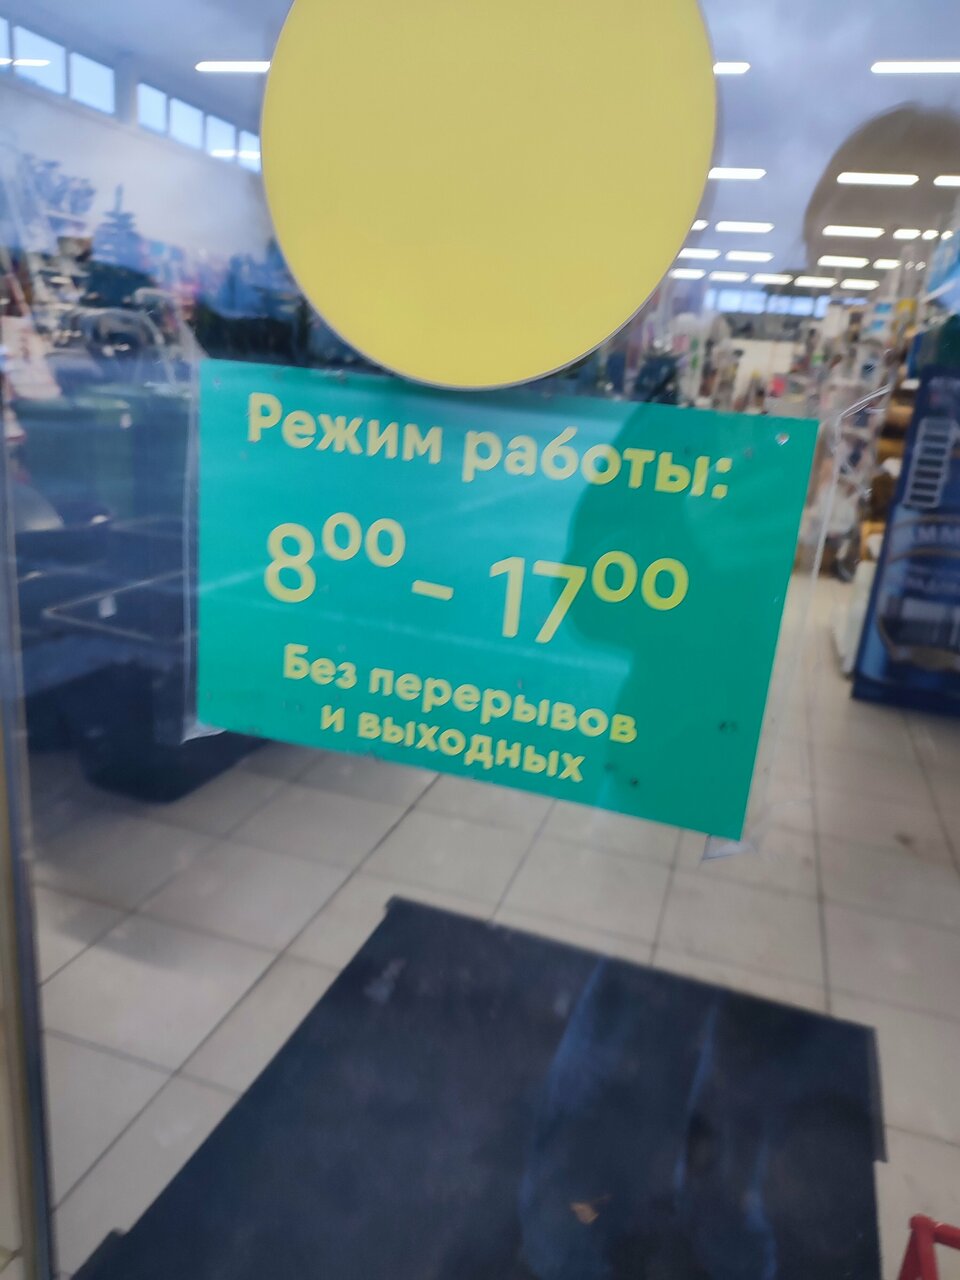 Режим работы:
8⁰⁰ - 17⁰⁰
Без перерывов
и выходных